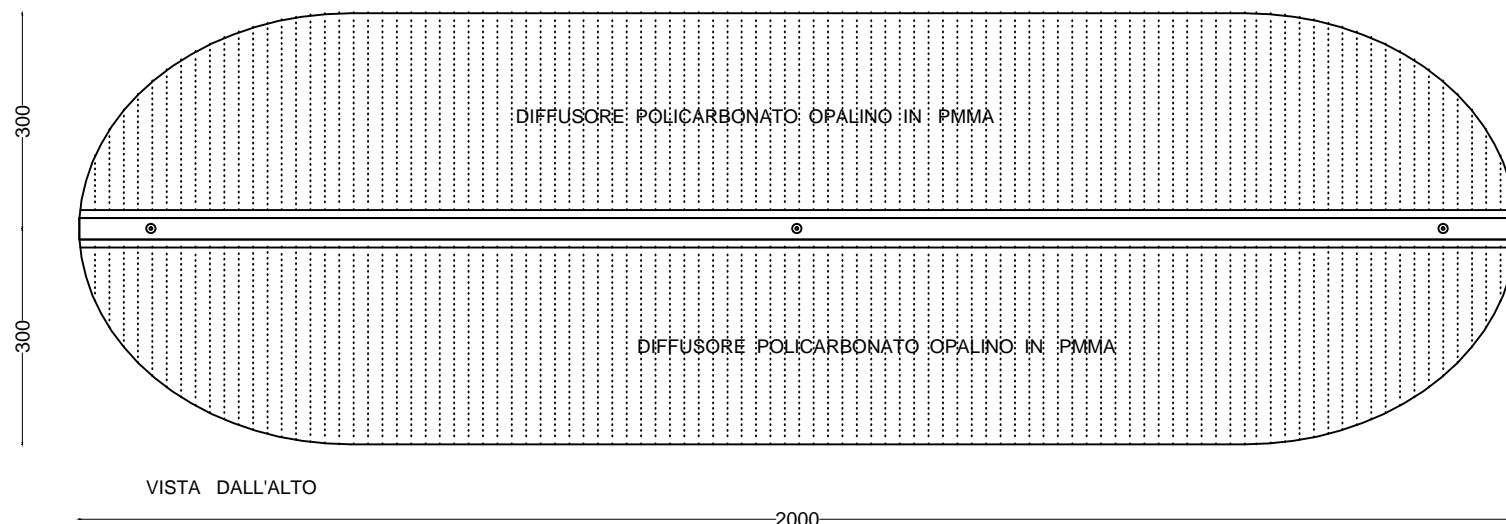 300
DIFFUSORE POLICARBONATO OPALINO IN PMMA
300
DIFFUSORE POLICARBONATO OPALINO IN PMMA
VISTA DALL'ALTO
2000